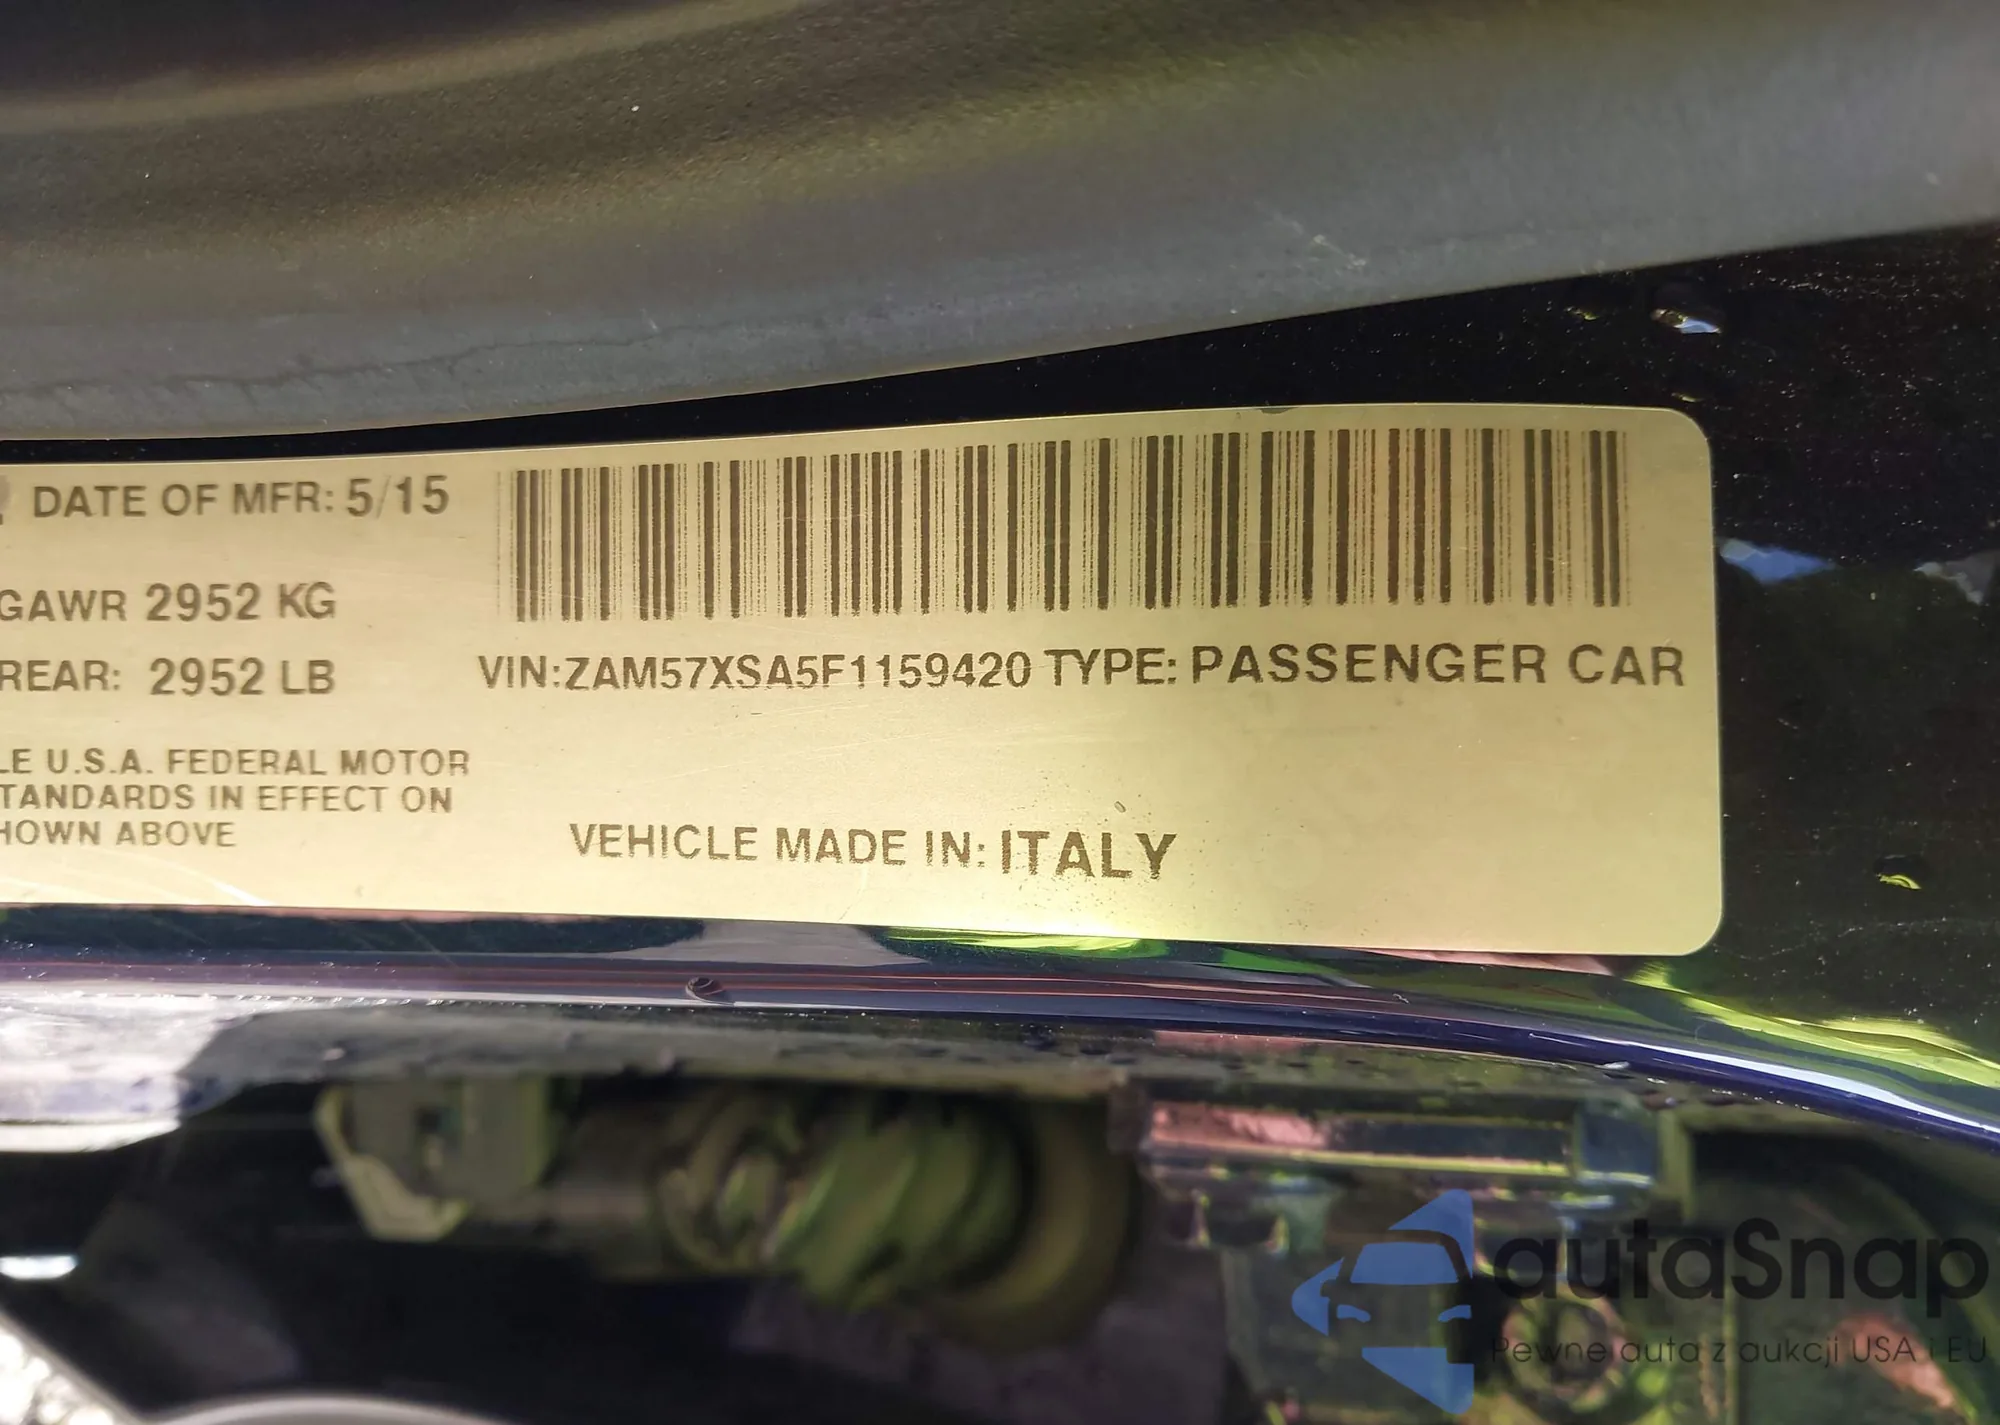 DATE OF MFR: 5/15
GAWR 2952 KG
REAR: 2952 LB
VIN:ZAM57XSA5F1159420 TYPE: PASSENGER CAR
LE U.S.A. FEDERAL MOTOR
TANDARDS IN EFFECT ON
HOWN ABOVE
VEHICLE MADE IN: ITALY
autaSnap
Pewne auta z aukcji USA i EU